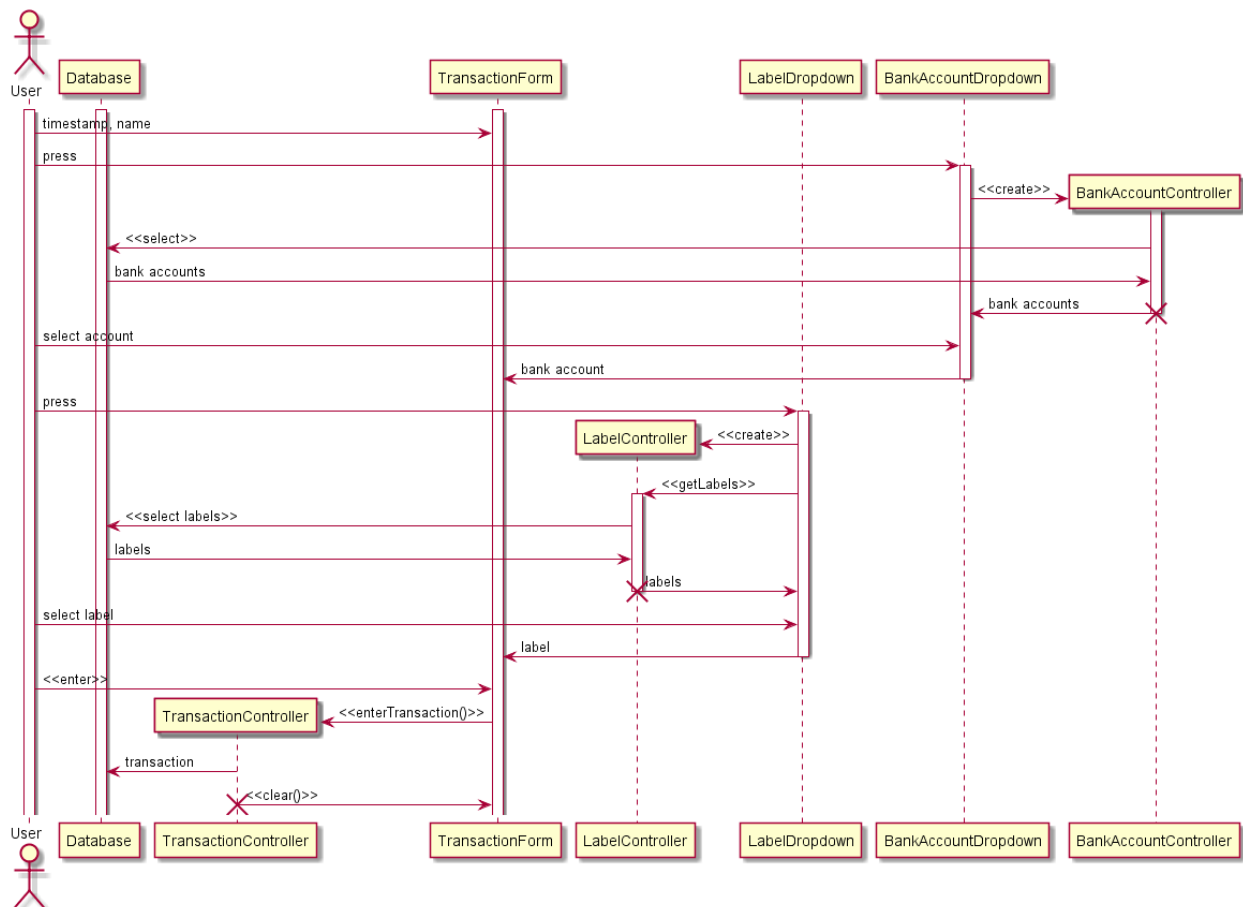 User
Database
TransactionForm
LabelDropdown
BankAccountDropdown
timestamp, name
press
<<create>>
BankAccountController
<<select>>
bank accounts
bank accounts
select account
bank account
press
LabelController
<<create>>
<<getLabels>>
<<select labels>>
labels
labels
select label
label
<<enter>>
TransactionController
<<enterTransaction()>>
transaction
<<clear()>>
User
Database
TransactionController
TransactionForm
LabelController
LabelDropdown
BankAccountDropdown
BankAccountController